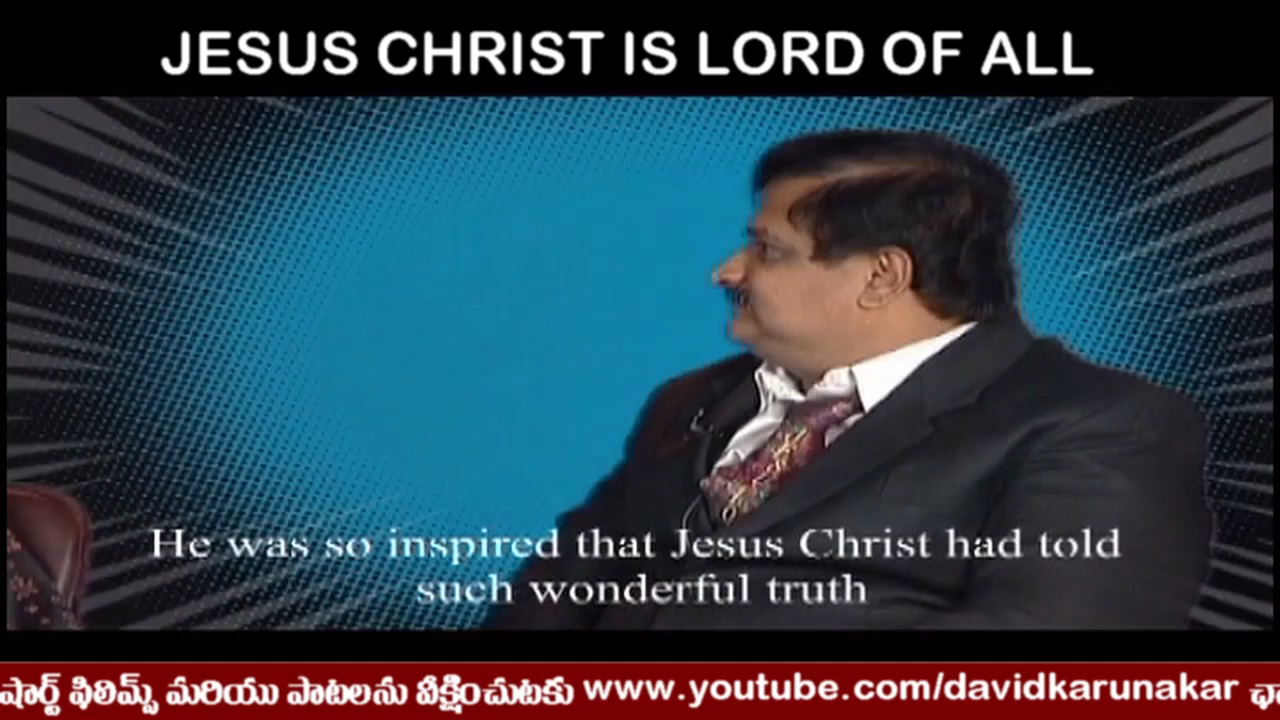 JESUS CHRIST IS LORD OF ALL
He was so inspired that Jesus Christ had told
such wonderful truth
షార్ట్ ఫిలిమ్స్ మరియు పాటలను వీక్షించుటకు www.youtube.com/davidkarunakar ఛా